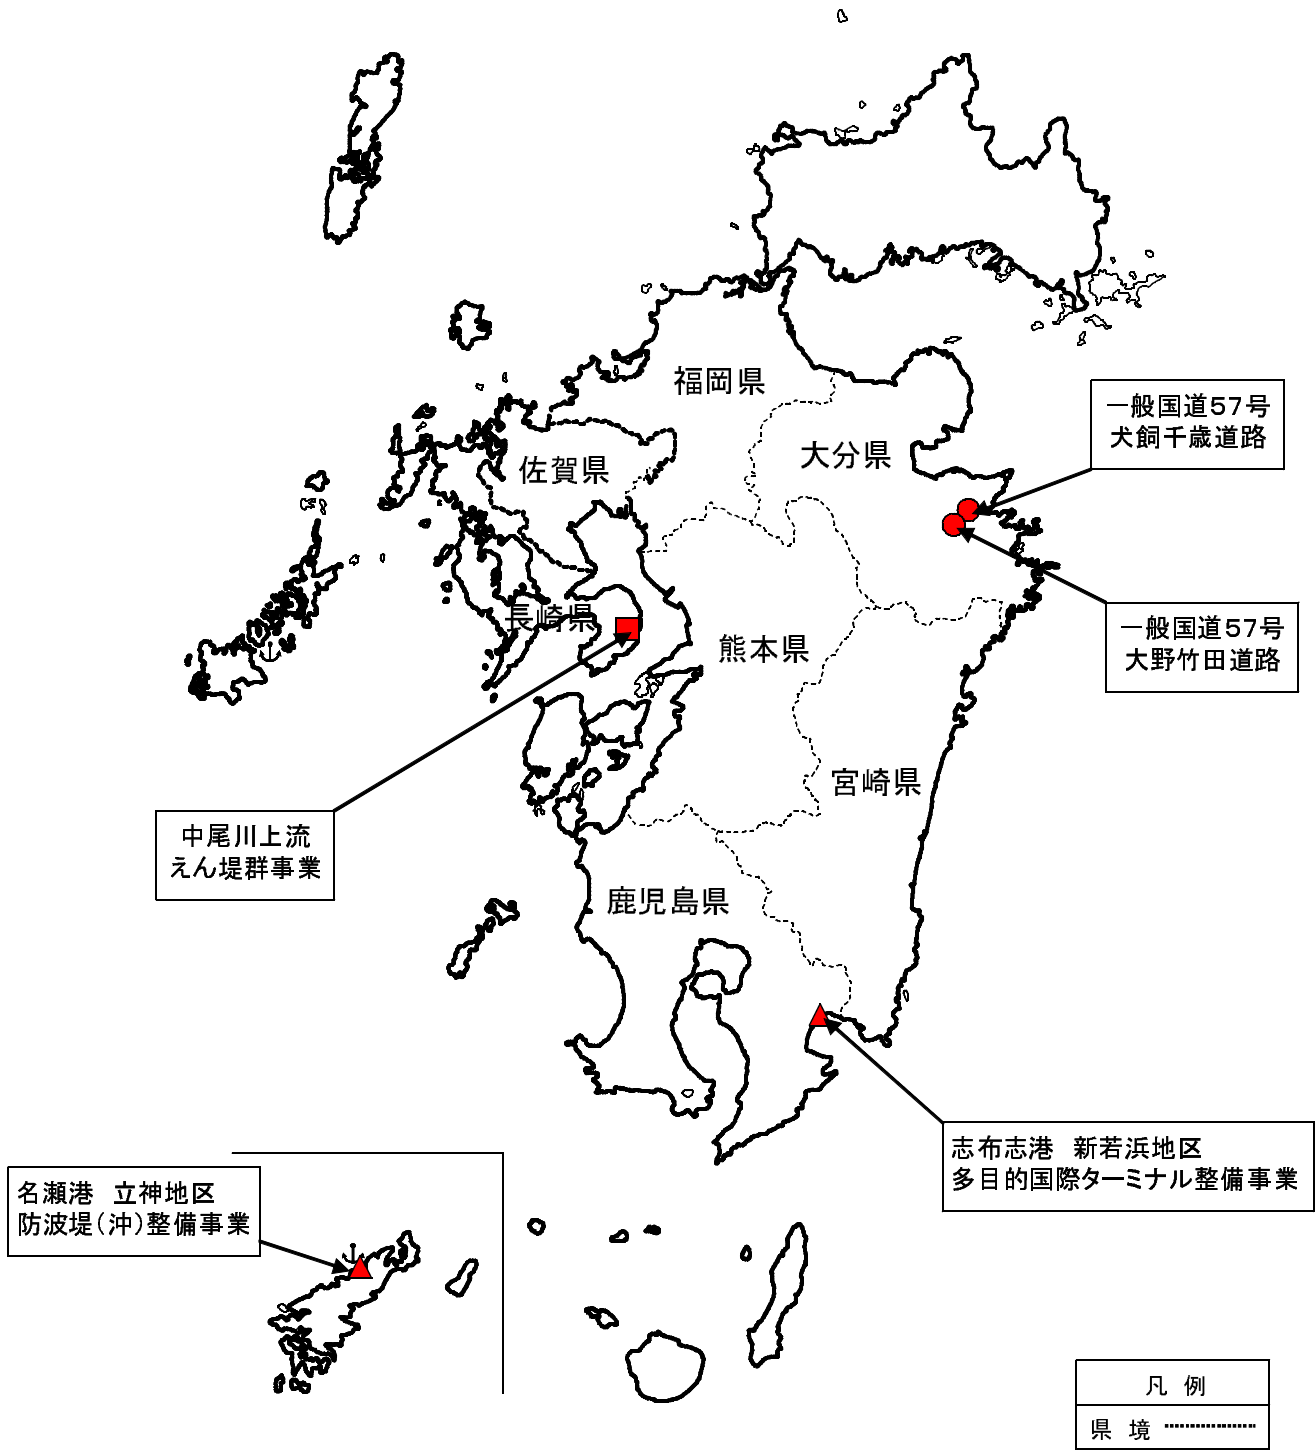 福岡県
一般国道５７号
犬飼千歳道路
大分県
佐賀県
長崎県
一般国道５７号
大野竹田道路
熊本県
宮崎県
中尾川上流
えん堤群事業
鹿児島県
志布志港　新若浜地区
多目的国際ターミナル整備事業
名瀬港　立神地区
防波堤（沖）整備事業
凡　例
県　境